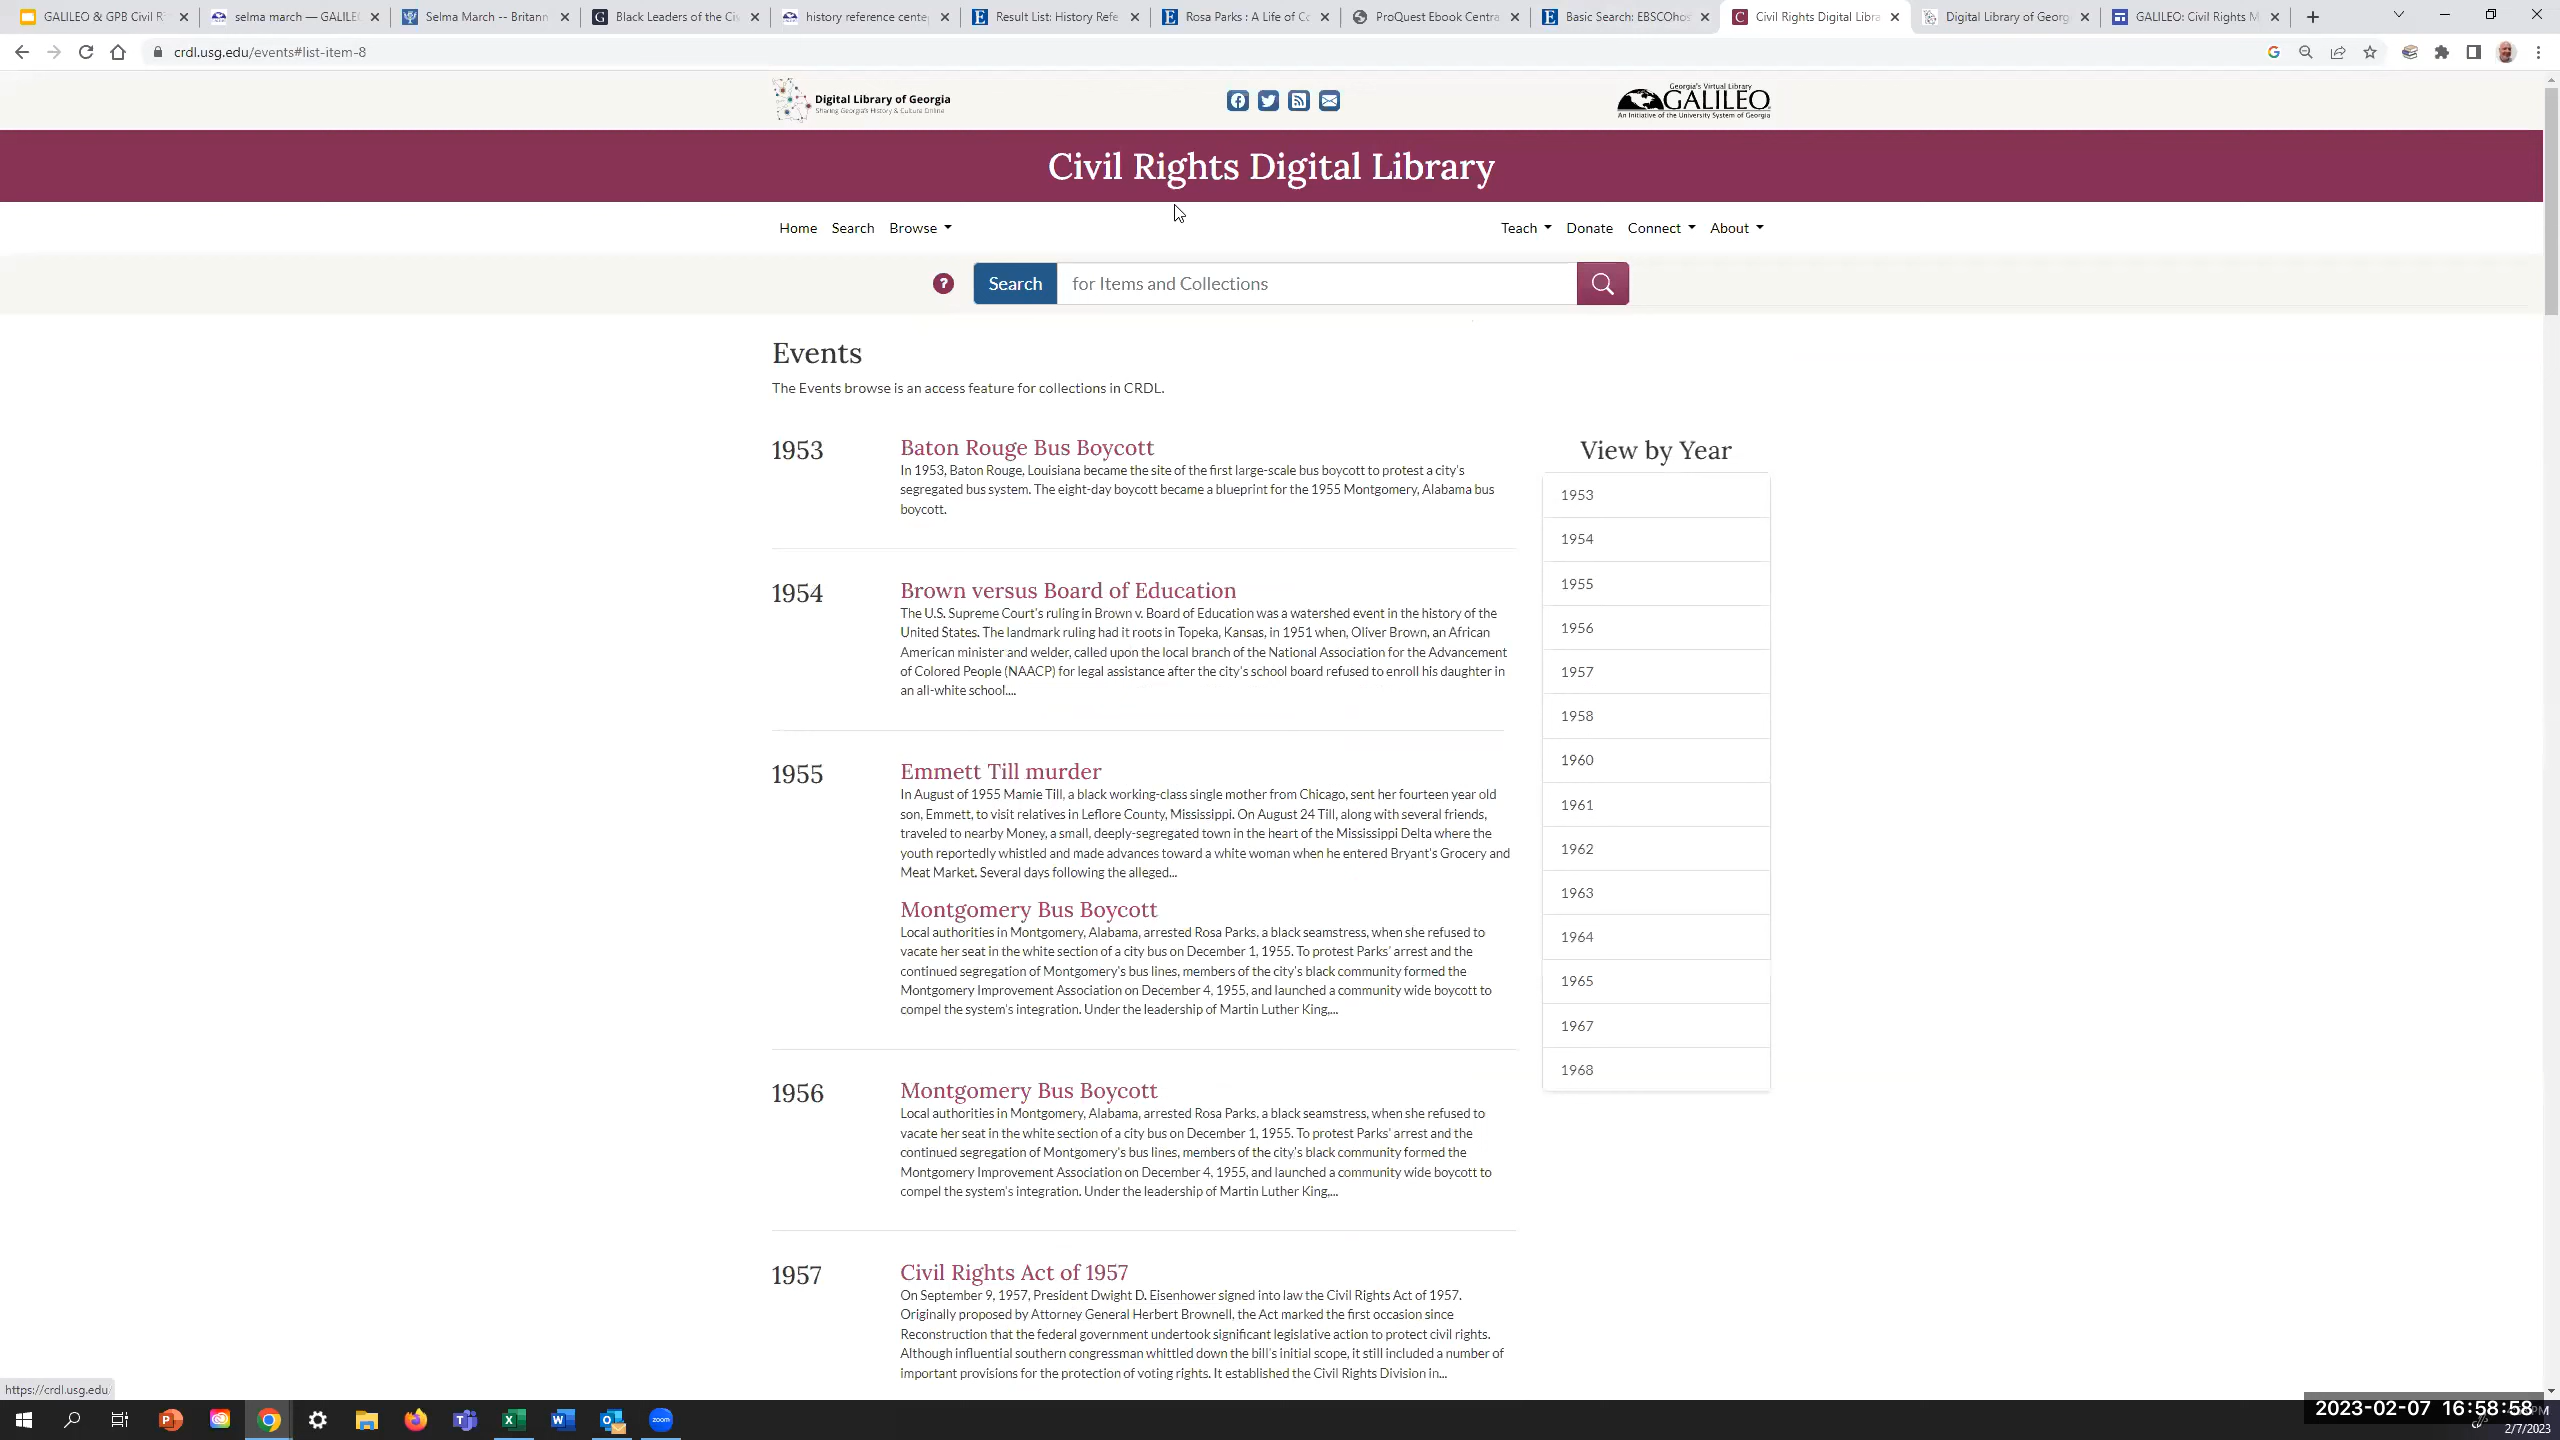 GALILEO & GPB Civil R
selma march — GALILE
Selma March -- Britann
Black Leaders of the Ci
history reference cente
Result List: History Refe
Rosa Parks : A Life of Co
ProQuest Ebook Centra
Basic Search: EBSCOhos
Civil Rights Digital Libra
Digital Library of Georg
GALILEO: Civil Rights M
crdl.usg.edu/events#list-item-8
Digital Library of Georgia
Sharing Georgia's History & Culture Online
Georgia's Virtual Library
GALILEO
An Initiative of the University System of Georgia
Civil Rights Digital Library
Home Search Browse
Teach Donate Connect About
? Search for Items and Collections
Events
The Events browse is an access feature for collections in CRDL.
1953
Baton Rouge Bus Boycott
In 1953, Baton Rouge, Louisiana became the site of the first large-scale bus boycott to protest a city's
segregated bus system. The eight-day boycott became a blueprint for the 1955 Montgomery, Alabama bus
boycott.
1954
Brown versus Board of Education
The U.S. Supreme Court's ruling in Brown v. Board of Education was a watershed event in the history of the
United States. The landmark ruling had it roots in Topeka, Kansas, in 1951 when, Oliver Brown, an African
American minister and welder, called upon the local branch of the National Association for the Advancement
of Colored People (NAACP) for legal assistance after the city's school board refused to enroll his daughter in
an all-white school....
1955
Emmett Till murder
In August of 1955 Mamie Till, a black working-class single mother from Chicago, sent her fourteen year old
son, Emmett, to visit relatives in Leflore County, Mississippi. On August 24 Till, along with several friends,
traveled to nearby Money, a small, deeply-segregated town in the heart of the Mississippi Delta where the
youth reportedly whistled and made advances toward a white woman when he entered Bryant's Grocery and
Meat Market. Several days following the alleged...
Montgomery Bus Boycott
Local authorities in Montgomery, Alabama, arrested Rosa Parks, a black seamstress, when she refused to
vacate her seat in the white section of a city bus on December 1, 1955. To protest Parks' arrest and the
continued segregation of Montgomery's bus lines, members of the city's black community formed the
Montgomery Improvement Association on December 4, 1955, and launched a community wide boycott to
compel the system's integration. Under the leadership of Martin Luther King,...
1956
Montgomery Bus Boycott
Local authorities in Montgomery, Alabama, arrested Rosa Parks, a black seamstress, when she refused to
vacate her seat in the white section of a city bus on December 1, 1955. To protest Parks' arrest and the
continued segregation of Montgomery's bus lines, members of the city's black community formed the
Montgomery Improvement Association on December 4, 1955, and launched a community wide boycott to
compel the system's integration. Under the leadership of Martin Luther King,...
1957
Civil Rights Act of 1957
On September 9, 1957, President Dwight D. Eisenhower signed into law the Civil Rights Act of 1957.
Originally proposed by Attorney General Herbert Brownell, the Act marked the first occasion since
Reconstruction that the federal government undertook significant legislative action to protect civil rights.
Although influential southern congressman whittled down the bill's initial scope, it still included a number of
important provisions for the protection of voting rights. It established the Civil Rights Division in...
View by Year
1953
1954
1955
1956
1957
1958
1960
1961
1962
1963
1964
1965
1967
1968
https://crdl.usg.edu/
zoom
2023-02-07 16:58:58
2/7/2023